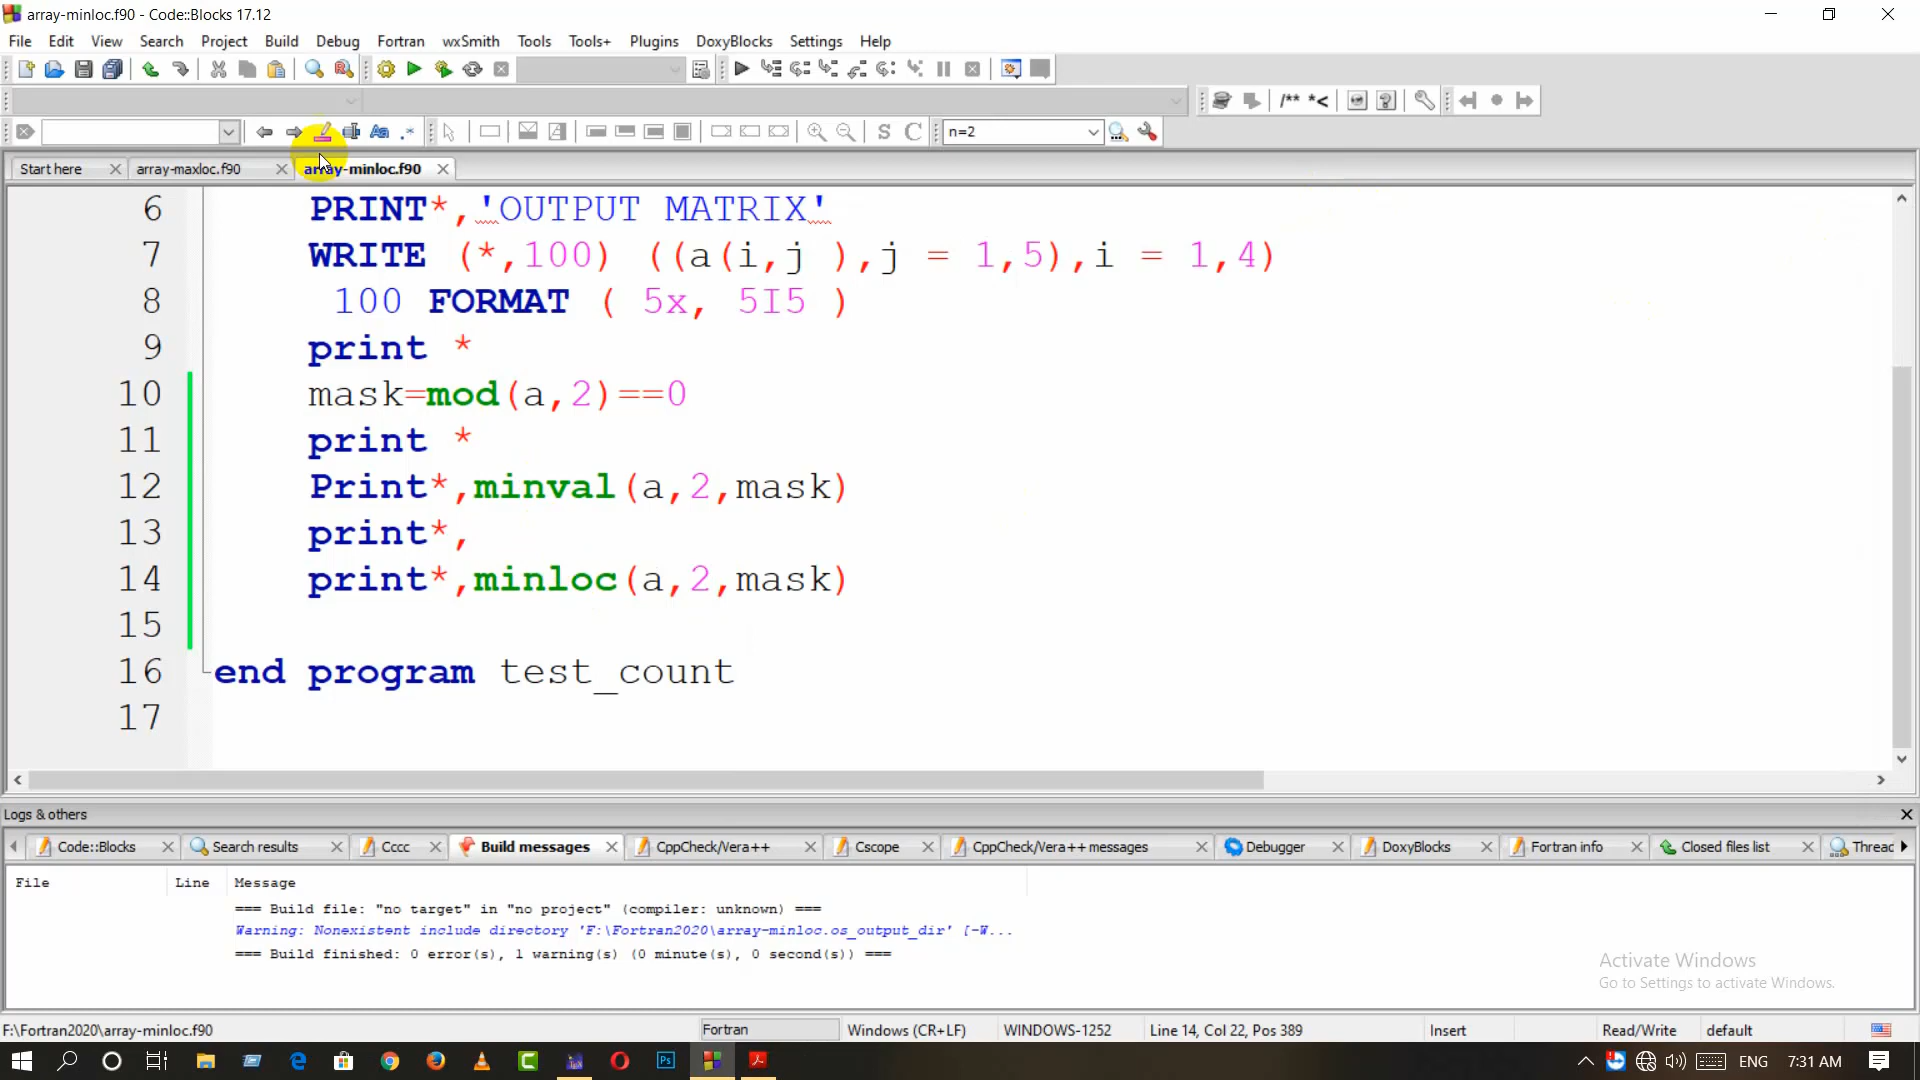 array-minloc.f90 - Code::Blocks 17.12
File Edit View Search Project Build Debug Fortran wxSmith Tools Tools+ Plugins DoxyBlocks Settings Help
/** *<
S C n=2
Start here array-maxloc.f90 array-minloc.f90
6 PRINT*,'OUTPUT MATRIX'
7 WRITE (*,100) ((a(i,j ),j = 1,5),i = 1,4)
8 100 FORMAT ( 5x, 5I5 )
9 print *
10 mask=mod(a,2)==0
11 print *
12 Print*,minval(a,2,mask)
13 print*,
14 print*,minloc(a,2,mask)
15
16 end program test_count
17
Logs & others
Code::Blocks Search results Cccc Build messages CppCheck/Vera++ Cscope CppCheck/Vera++ messages Debugger DoxyBlocks Fortran info Closed files list Threac
File Line Message
=== Build file: "no target" in "no project" (compiler: unknown) ===
Warning: Nonexistent include directory 'F:\Fortran2020\array-minloc.os_output_dir' [-W...
=== Build finished: 0 error(s), 1 warning(s) (0 minute(s), 0 second(s)) ===
Activate Windows
Go to Settings to activate Windows.
F:\Fortran2020\array-minloc.f90 Fortran Windows (CR+LF) WINDOWS-1252 Line 14, Col 22, Pos 389 Insert Read/Write default
Ps ENG 7:31 AM